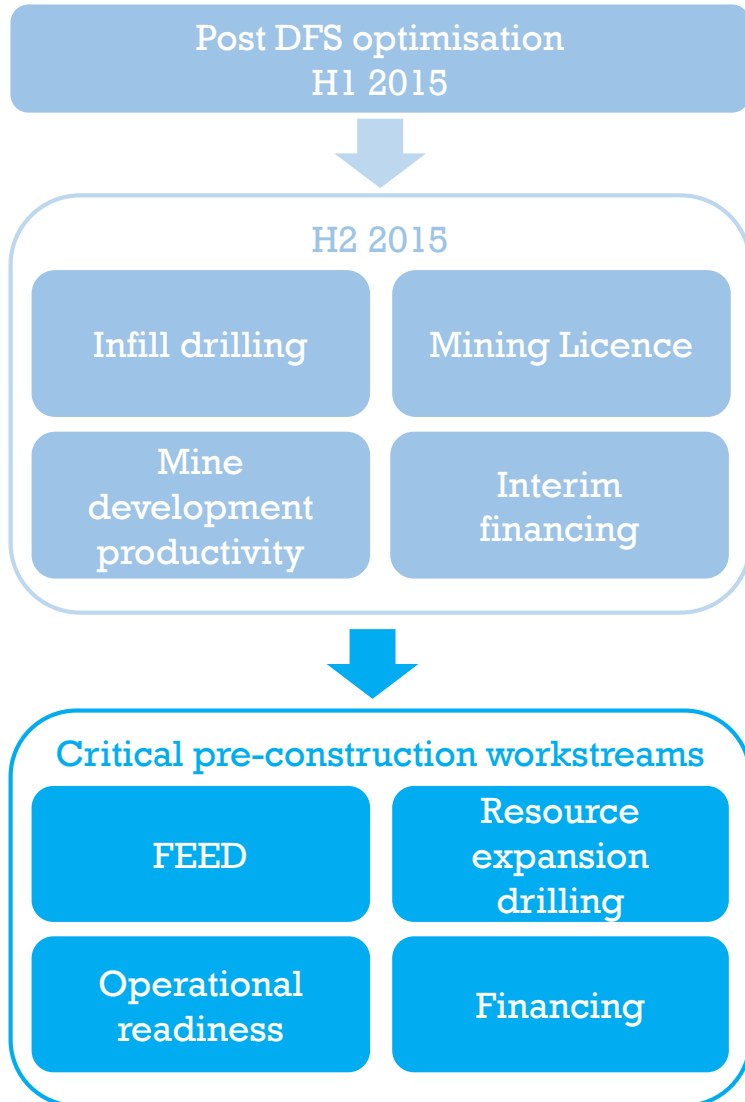 Post DFS optimisation
H1 2015
H2 2015
Infill drilling
Mining Licence
Mine
development
productivity
Interim
financing
Critical pre-construction workstreams
FEED
Resource
expansion
drilling
Operational
readiness
Financing